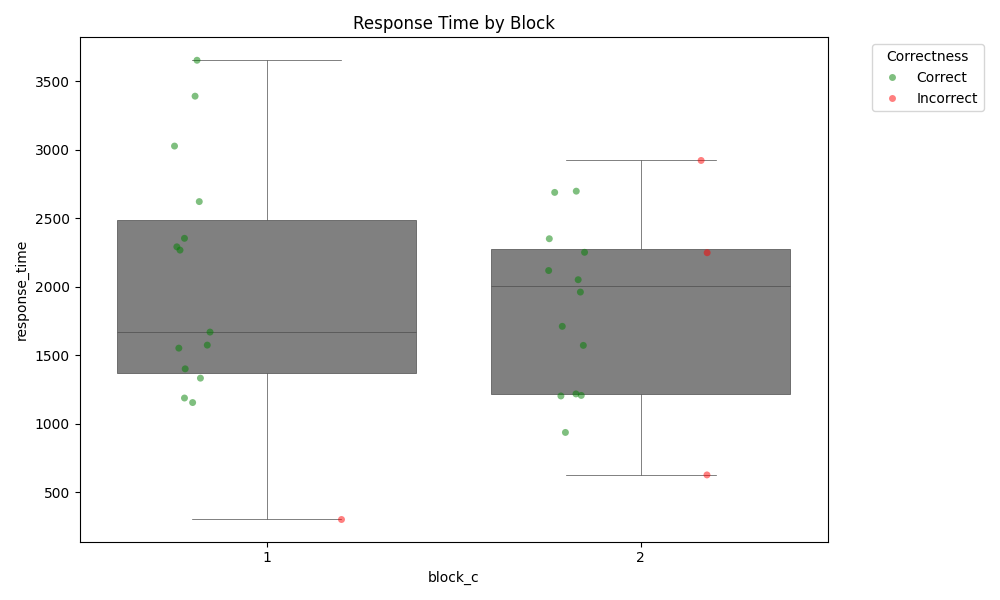 Response Time by Block
Correctness
Correct
Incorrect
response_time
3500
3000
2500
2000
1500
1000
500
1
2
block_c